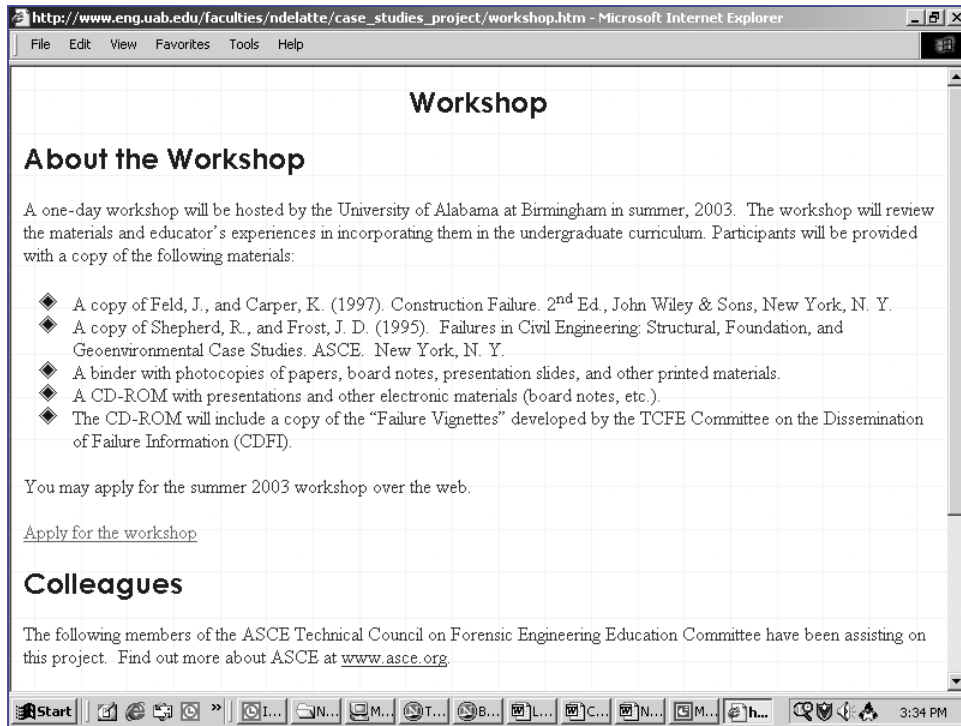 http://www.eng.uab.edu/faculties/ndelatte/case_studies_project/workshop.htm - Microsoft Internet Explorer
File Edit View Favorites Tools Help
Workshop
About the Workshop
A one-day workshop will be hosted by the University of Alabama at Birmingham in summer, 2003. The workshop will review
the materials and educator's experiences in incorporating them in the undergraduate curriculum. Participants will be provided
with a copy of the following materials:
A copy of Feld, J., and Carper, K. (1997). Construction Failure. 2nd Ed., John Wiley & Sons, New York, N. Y.
A copy of Shepherd, R., and Frost, J. D. (1995). Failures in Civil Engineering: Structural, Foundation, and
Geoenvironmental Case Studies. ASCE. New York, N. Y.
A binder with photocopies of papers, board notes, presentation slides, and other printed materials.
A CD-ROM with presentations and other electronic materials (board notes, etc.).
The CD-ROM will include a copy of the "Failure Vignettes" developed by the TCFE Committee on the Dissemination
of Failure Information (CDFI).
You may apply for the summer 2003 workshop over the web.
Apply for the workshop
Colleagues
The following members of the ASCE Technical Council on Forensic Engineering Education Committee have been assisting on
this project. Find out more about ASCE at www.asce.org.
Start » I... N... M... T... B... L... C... N... M... h... 3:34 PM